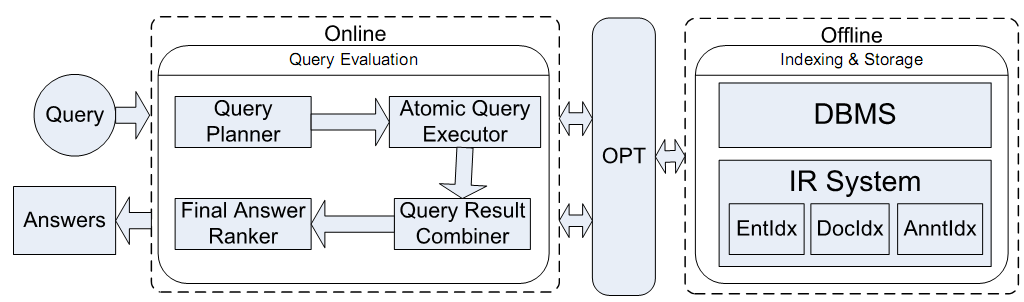 Online
Query Evaluation
Query
Query
Planner
Atomic Query
Executor
Answers
Final Answer
Ranker
Query Result
Combiner
OPT
Offline
Indexing & Storage
DBMS
IR System
EntIdx
DocIdx
AnntIdx